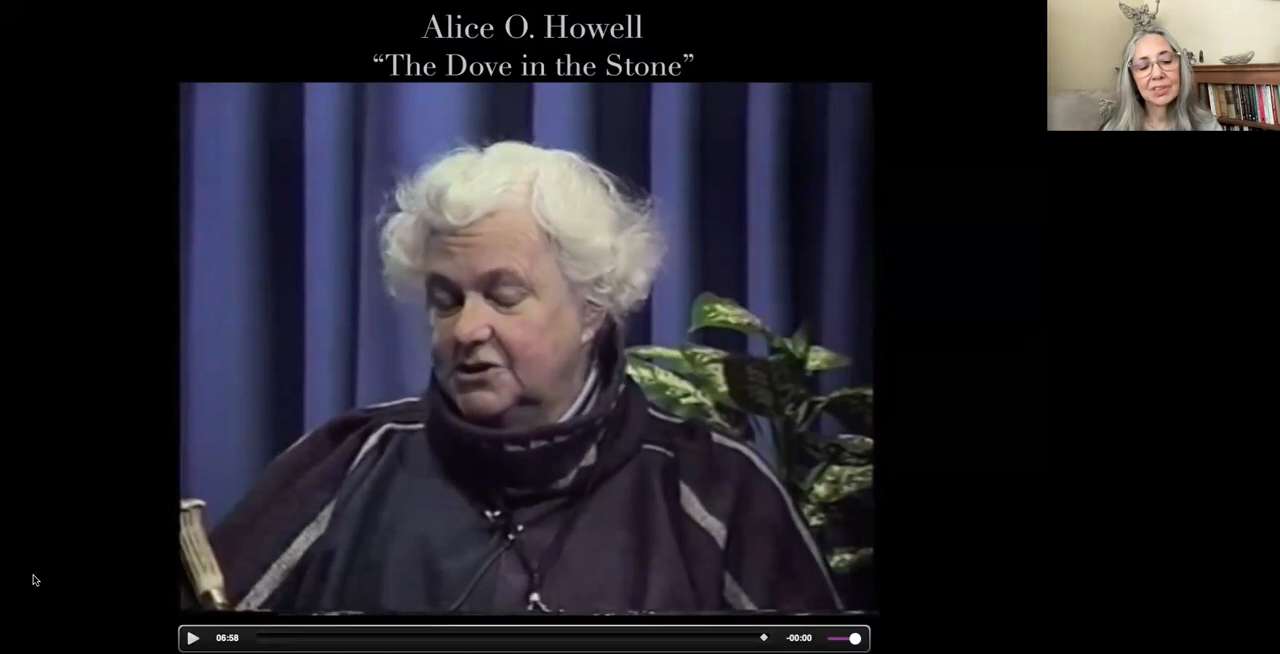 Alice O. Howell
“The Dove in the Stone”
06:58
-00:00